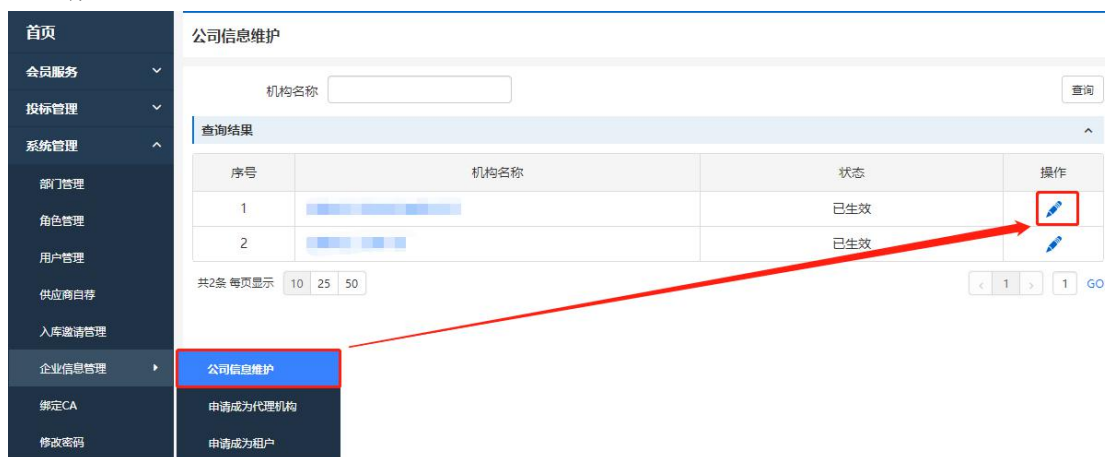 首页
公司信息维护
会员服务
投标管理
系统管理
部门管理
角色管理
用户管理
供应商自荐
入库邀请管理
企业信息管理
绑定CA
修改密码
公司信息维护
申请成为代理机构
申请成为租户
机构名称
查询
查询结果
序号 机构名称 状态 操作
1 已生效
2 已生效
共2条 每页显示 10 25 50
< 1 > 1 GO